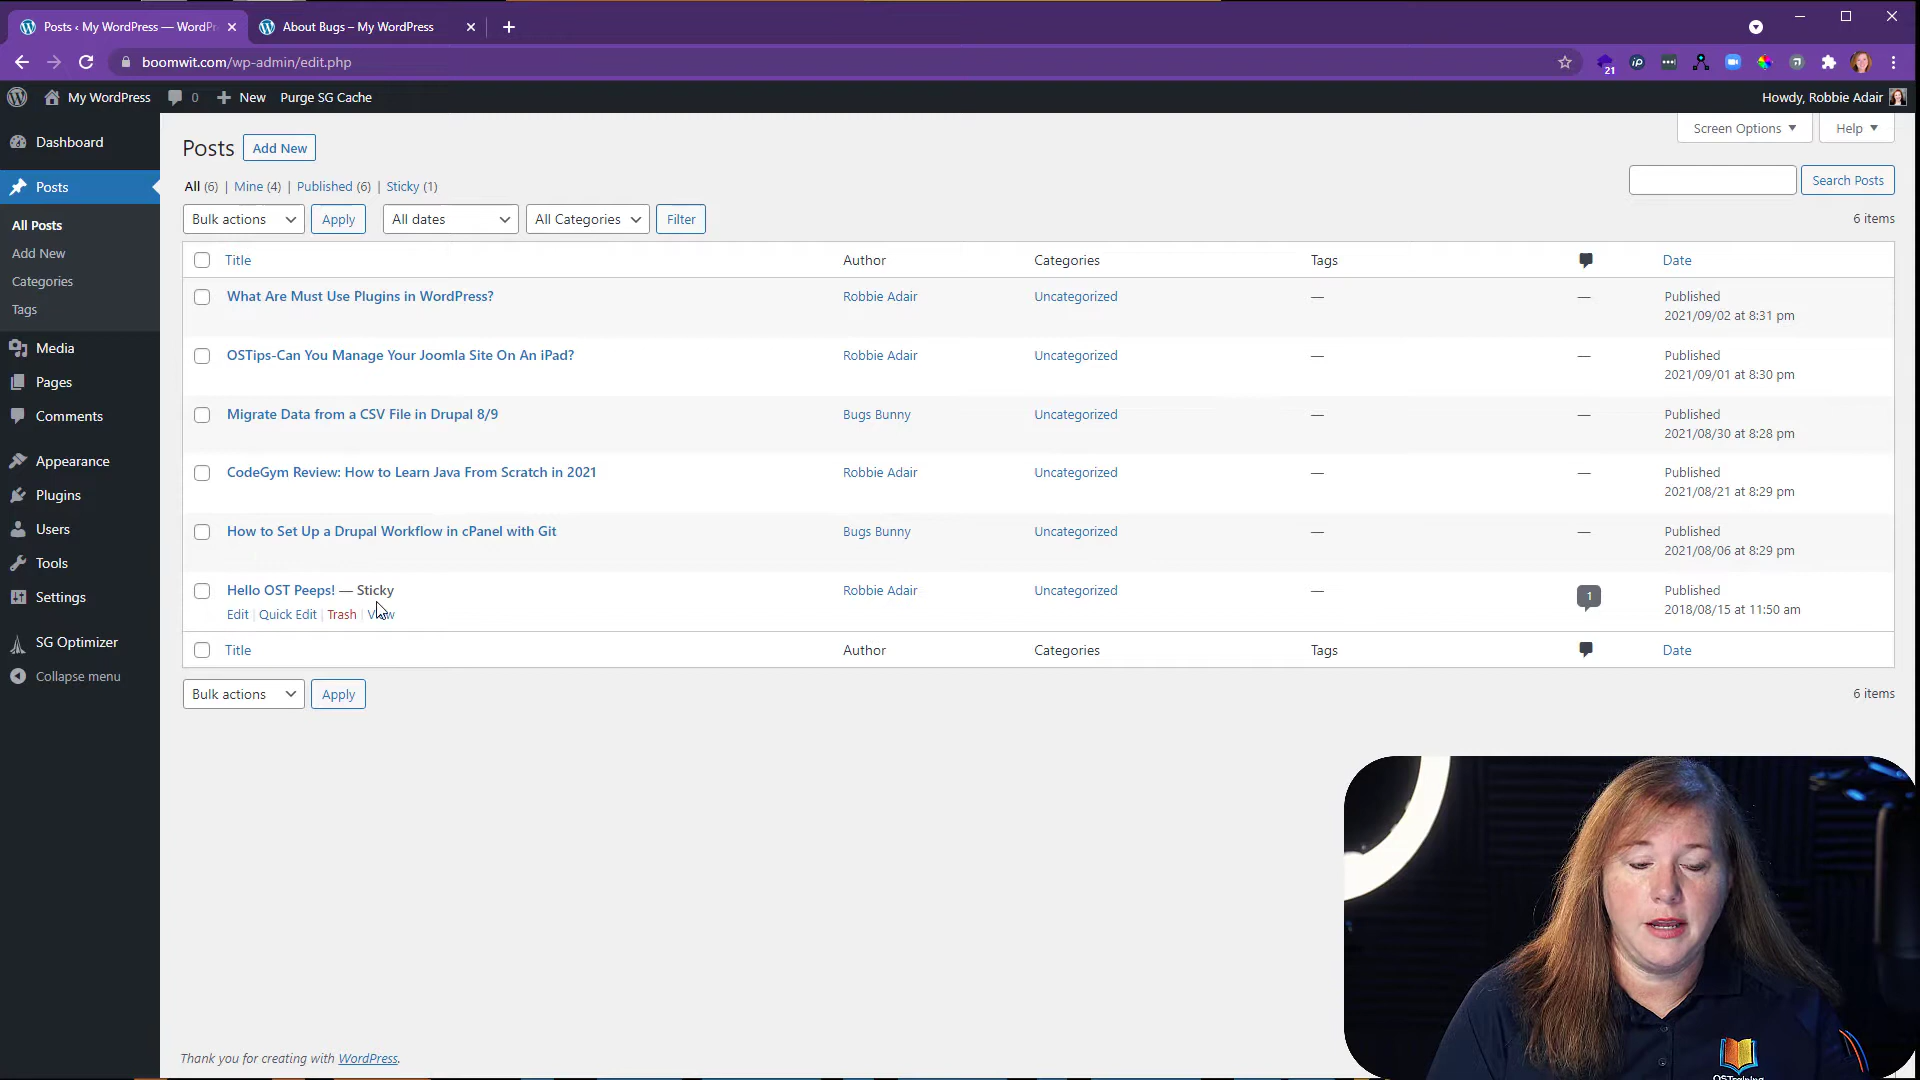 Posts ‹ My WordPress — WordPr
About Bugs – My WordPress
boomwit.com/wp-admin/edit.php
21
My WordPress
0
New
Purge SG Cache
Howdy, Robbie Adair
Dashboard
Posts
All Posts
Add New
Categories
Tags
Media
Pages
Comments
Appearance
Plugins
Users
Tools
Settings
SG Optimizer
Collapse menu
Screen Options
Help
Posts
Add New
All (6) | Mine (4) | Published (6) | Sticky (1)
Search Posts
Bulk actions
Apply
All dates
All Categories
Filter
6 items
Title
Author
Categories
Tags
Date
What Are Must Use Plugins in WordPress?
Robbie Adair
Uncategorized
—
—
Published
2021/09/02 at 8:31 pm
OSTips-Can You Manage Your Joomla Site On An iPad?
Robbie Adair
Uncategorized
—
—
Published
2021/09/01 at 8:30 pm
Migrate Data from a CSV File in Drupal 8/9
Bugs Bunny
Uncategorized
—
—
Published
2021/08/30 at 8:28 pm
CodeGym Review: How to Learn Java From Scratch in 2021
Robbie Adair
Uncategorized
—
—
Published
2021/08/21 at 8:29 pm
How to Set Up a Drupal Workflow in cPanel with Git
Bugs Bunny
Uncategorized
—
—
Published
2021/08/06 at 8:29 pm
Hello OST Peeps! — Sticky
Edit | Quick Edit | Trash | View
Robbie Adair
Uncategorized
—
1
Published
2018/08/15 at 11:50 am
Title
Author
Categories
Tags
Date
Bulk actions
Apply
6 items
Thank you for creating with WordPress.
OSTraining